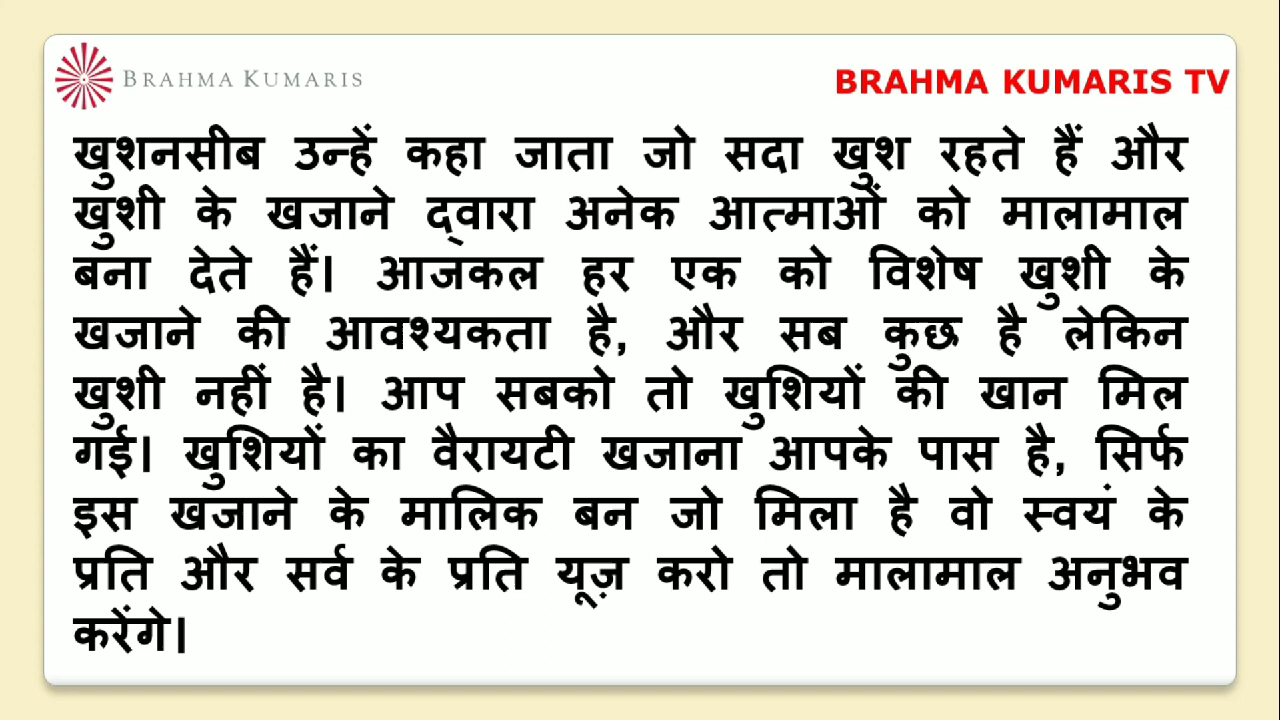 BRAHMA KUMARIS
BRAHMA KUMARIS TV
खुशनसीब उन्हें कहा जाता जो सदा खुश रहते हैं और
खुशी के खजाने द्वारा अनेक आत्माओं को मालामाल
बना देते हैं। आजकल हर एक को विशेष खुशी के
खजाने की आवश्यकता है, और सब कुछ है लेकिन
खुशी नहीं है। आप सबको तो खुशियों की खान मिल
गई। खुशियों का वैरायटी खजाना आपके पास है, सिर्फ
इस खजाने के मालिक बन जो मिला है वो स्वयं के
प्रति और सर्व के प्रति यूज़ करो तो मालामाल अनुभव
करेंगे।